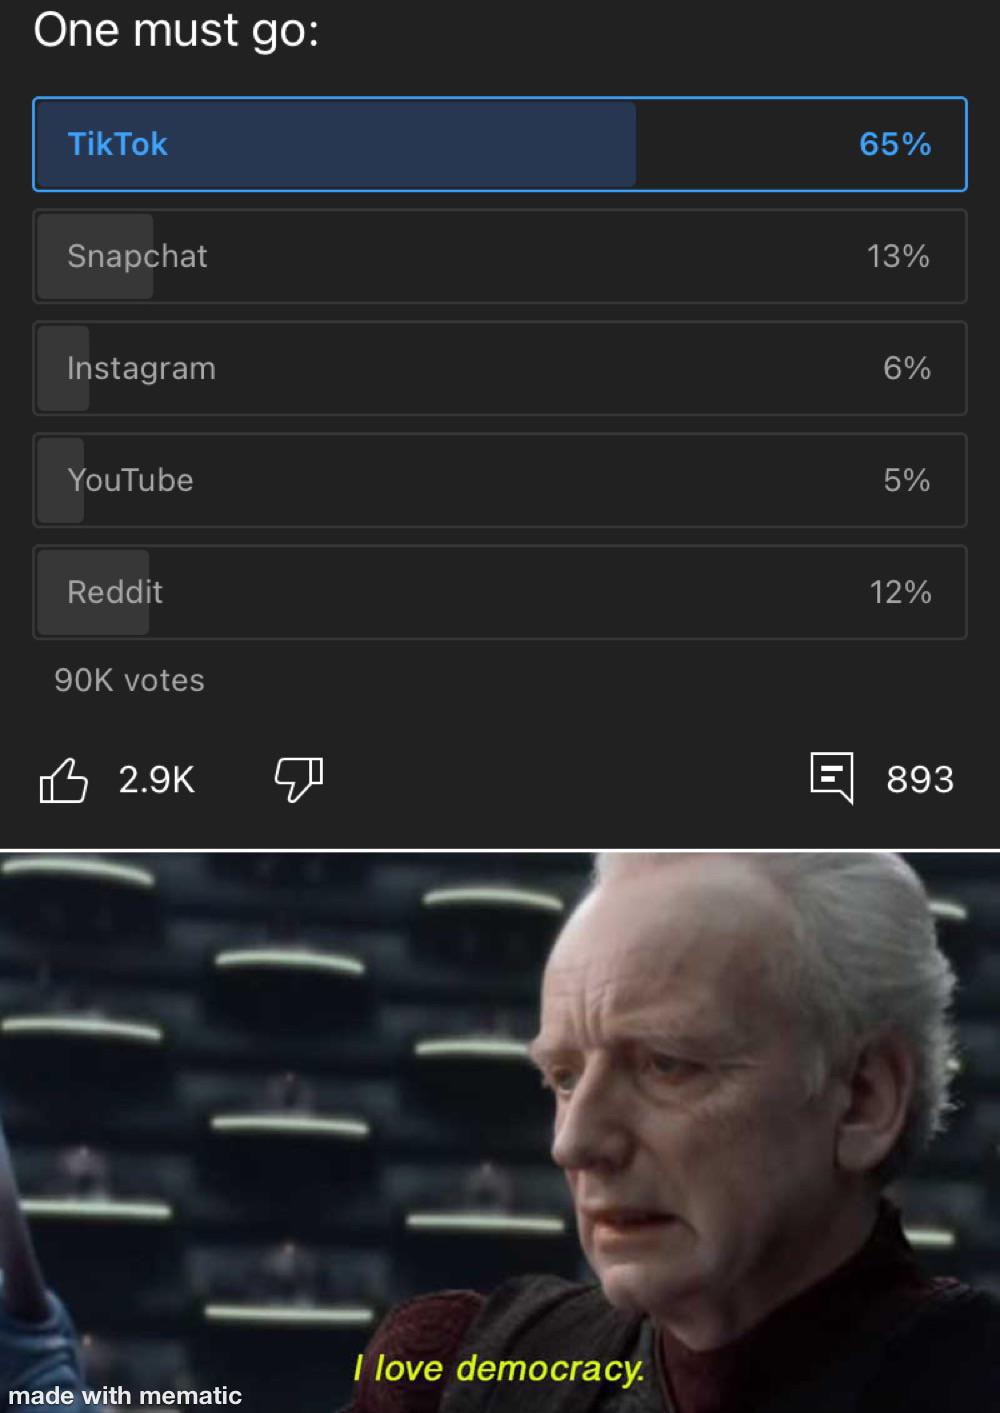 One must go:
TikTok 65%
Snapchat 13%
Instagram 6%
YouTube 5%
Reddit 12%
90K votes
2.9K 893
I love democracy.
made with mematic